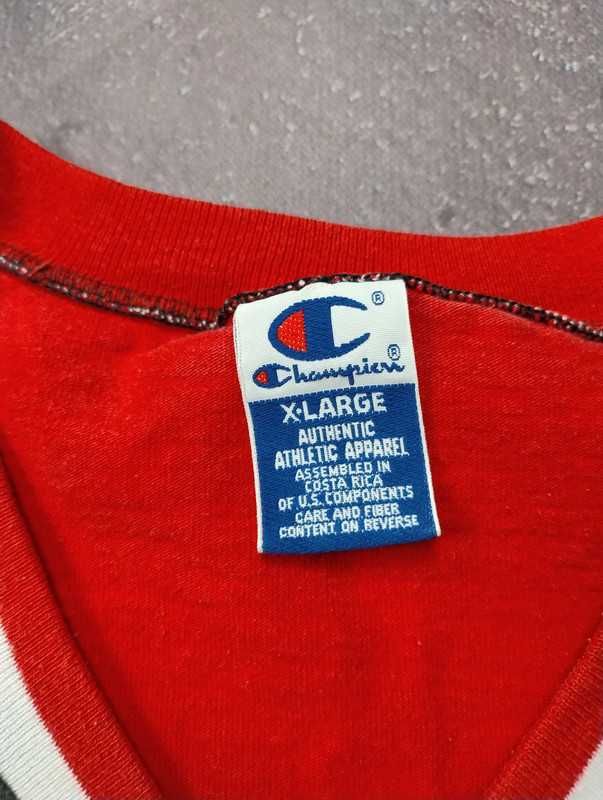 ®
Champion®
X-LARGE
AUTHENTIC
ATHLETIC APPAREL
ASSEMBLED IN
COSTA RICA
OF U.S. COMPONENTS
CARE AND FIBER
CONTENT ON REVERSE